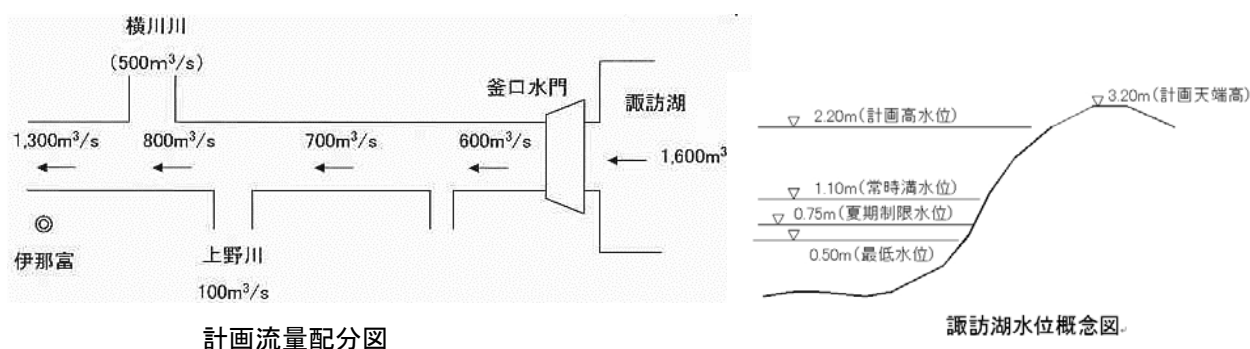 横川川
(500m³/s)
釜口水門
諏訪湖
1,300m³/s
800m³/s
700m³/s
600m³/s
1,600m³
伊那富
上野川
100m³/s
計画流量配分図
3.20m(計画天端高)
2.20m(計画高水位)
1.10m(常時満水位)
0.75m(夏期制限水位)
0.50m(最低水位)
諏訪湖水位概念図